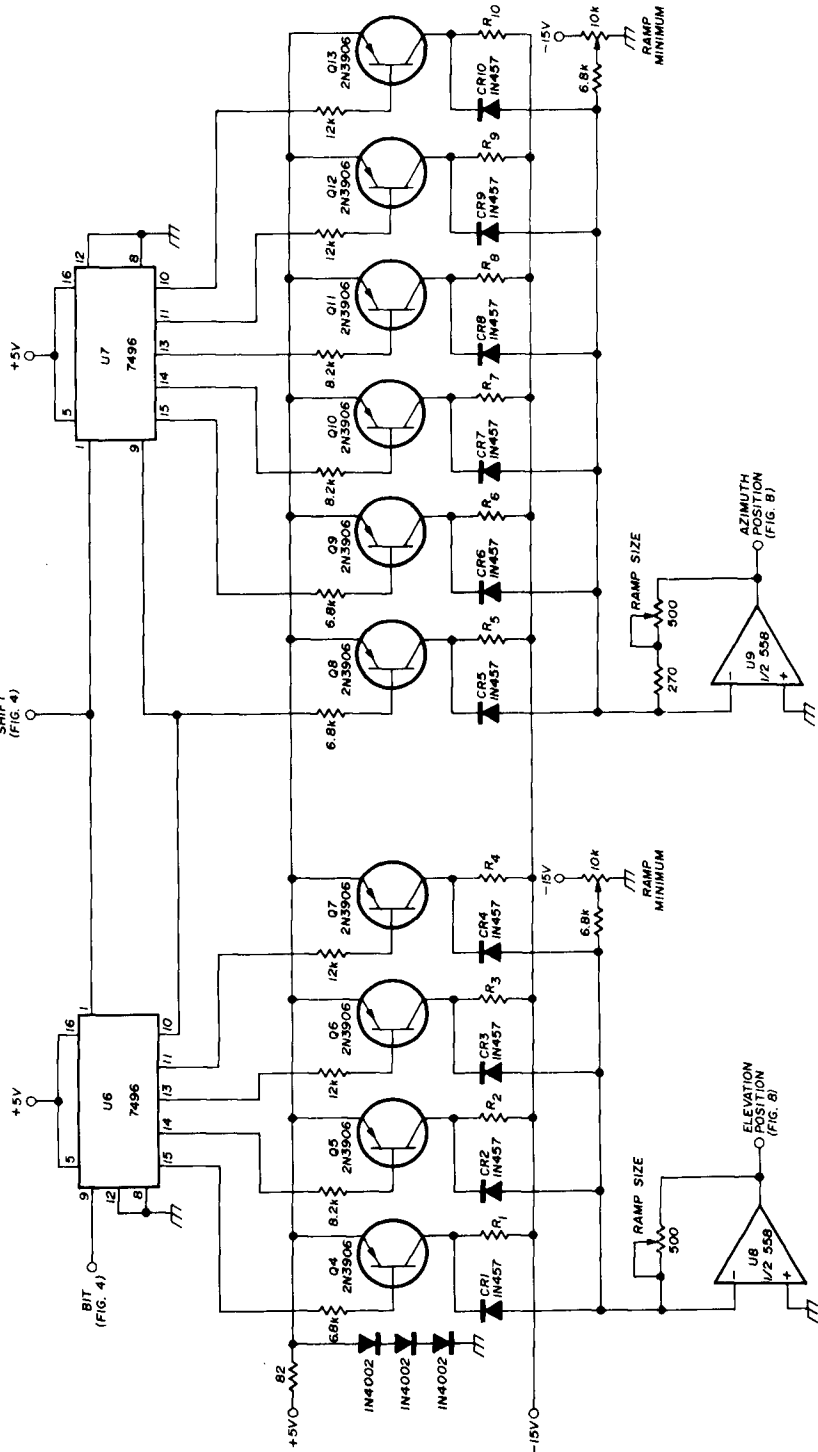 +5V
+5V
SHIFT
(FIG. 4)
BIT
(FIG. 4)
9
5
16
1
U6
7496
12
8
15
14
13
11
10
1
5
16
12
U7
7496
9
8
15
14
13
11
10
6.8k
8.2k
12k
12k
6.8k
6.8k
8.2k
8.2k
12k
12k
+5V
82
1N4002
1N4002
1N4002
Q4
2N3906
Q5
2N3906
Q6
2N3906
Q7
2N3906
Q8
2N3906
Q9
2N3906
Q10
2N3906
Q11
2N3906
Q12
2N3906
Q13
2N3906
CR1
1N457
R1
CR2
1N457
R2
CR3
1N457
R3
CR4
1N457
R4
CR5
1N457
R5
CR6
1N457
R6
CR7
1N457
R7
CR8
1N457
R8
CR9
1N457
R9
CR10
1N457
R10
-15V
-15V
10k
6.8k
RAMP
MINIMUM
-15V
10k
6.8k
RAMP
MINIMUM
RAMP SIZE
500
U8
1/2 558
-
+
ELEVATION
POSITION
(FIG. 8)
RAMP SIZE
270
500
U9
1/2 558
-
+
AZIMUTH
POSITION
(FIG. 8)